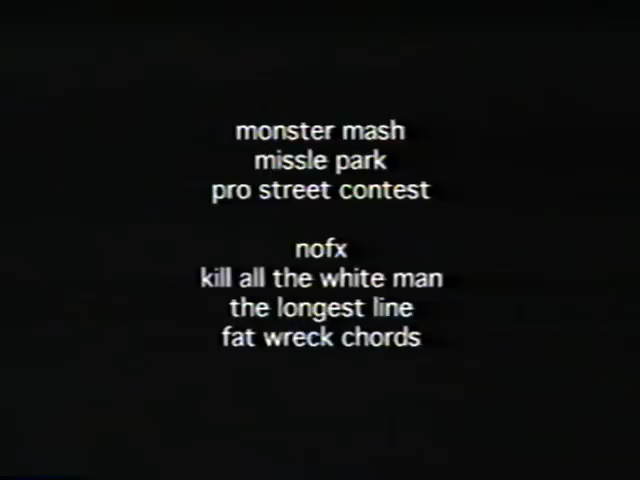 monster mash
missle park
pro street contest
nofx
kill all the white man
the longest line
fat wreck chords